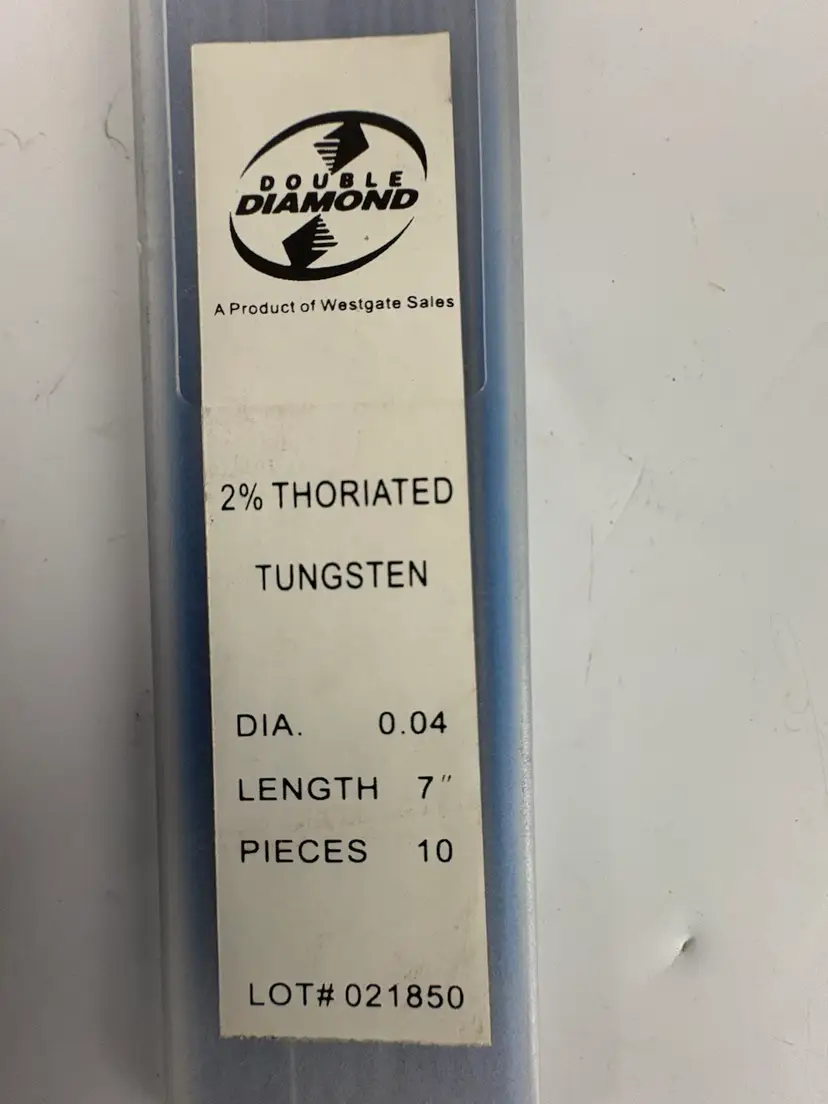 DOUBLE
DIAMOND
A Product of Westgate Sales
2% THORIATED
TUNGSTEN
DIA. 0.04
LENGTH 7"
PIECES 10
LOT# 021850